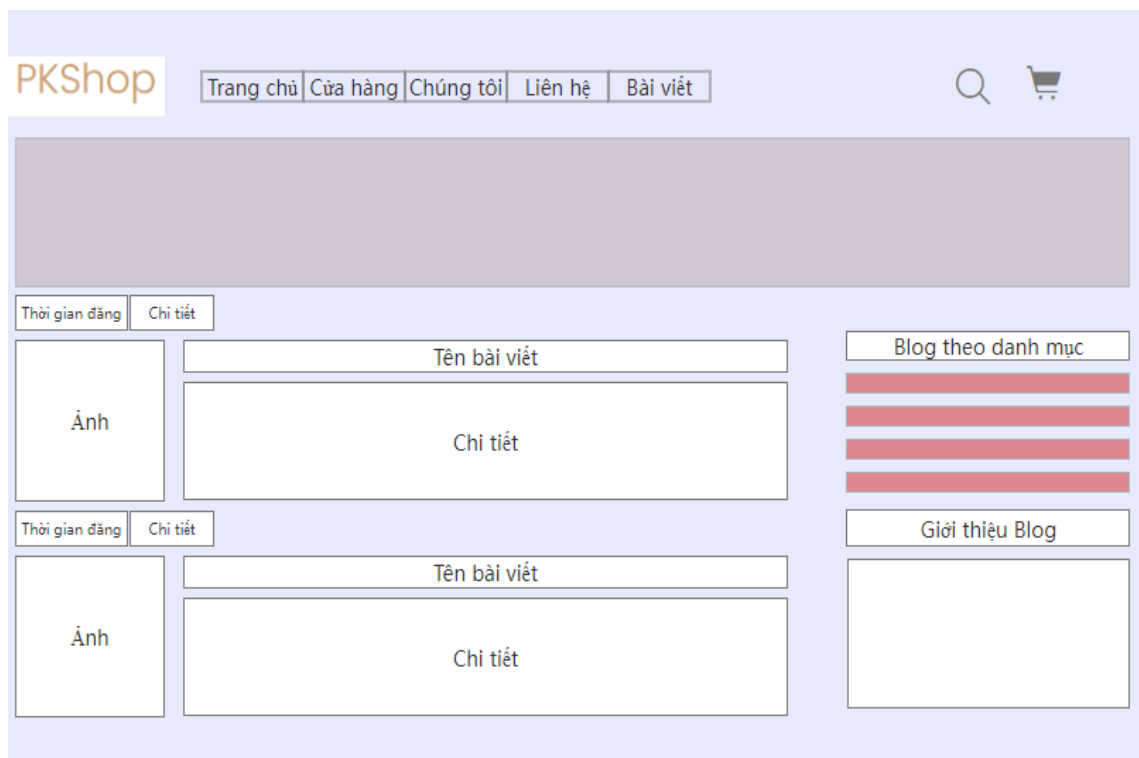 PKShop
Trang chủ Cửa hàng Chúng tôi Liên hệ Bài viết
Thời gian đăng Chi tiết
Tên bài viết
Ảnh
Chi tiết
Thời gian đăng Chi tiết
Tên bài viết
Ảnh
Chi tiết
Blog theo danh mục
Giới thiệu Blog